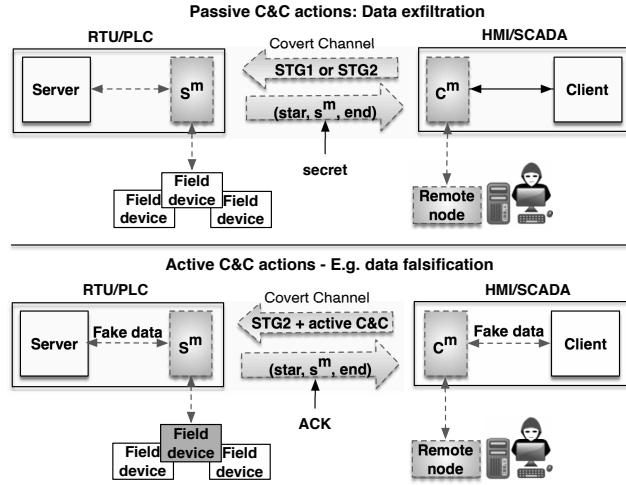 Passive C&C actions: Data exfiltration
RTU/PLC
Covert Channel
HMI/SCADA
Server
S^m
STG1 or STG2
(star, s^m, end)
C^m
Client
secret
Field device
Field device
Field device
Remote node
Active C&C actions - E.g. data falsification
RTU/PLC
Covert Channel
HMI/SCADA
Server
Fake data
S^m
STG2 + active C&C
(star, s^m, end)
C^m
Fake data
Client
ACK
Field device
Field device
Field device
Remote node